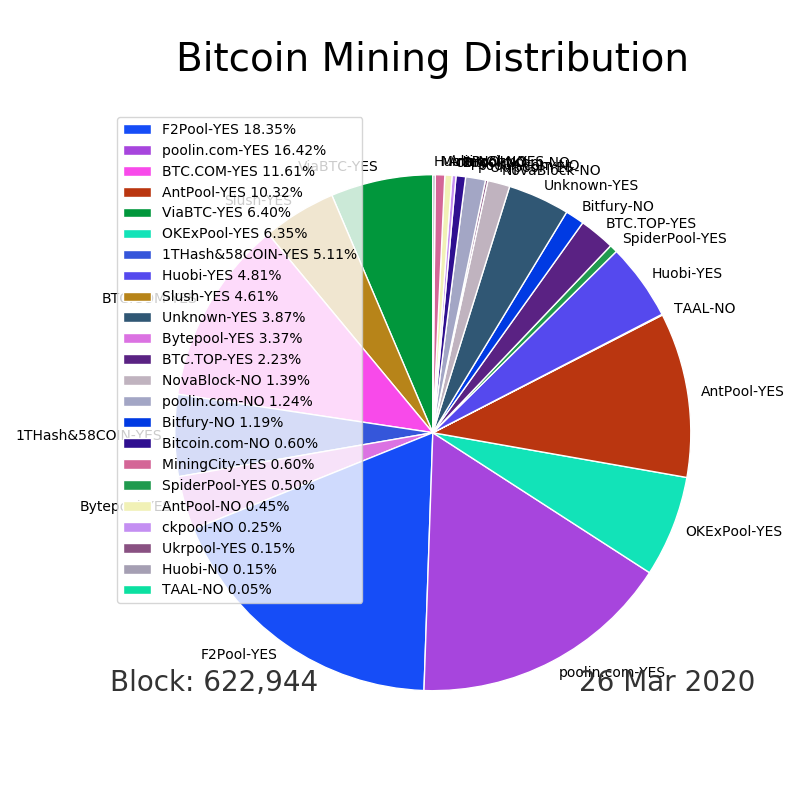 Bitcoin Mining Distribution
F2Pool-YES 18.35%
poolin.com-YES 16.42%
BTC.COM-YES 11.61%
AntPool-YES 10.32%
ViaBTC-YES 6.40%
OKExPool-YES 6.35%
1THash&58COIN-YES 5.11%
Huobi-YES 4.81%
Slush-YES 4.61%
Unknown-YES 3.87%
Bytepool-YES 3.37%
BTC.TOP-YES 2.23%
NovaBlock-NO 1.39%
poolin.com-NO 1.24%
Bitfury-NO 1.19%
Bitcoin.com-NO 0.60%
MiningCity-YES 0.60%
SpiderPool-YES 0.50%
AntPool-NO 0.45%
ckpool-NO 0.25%
Ukrpool-YES 0.15%
Huobi-NO 0.15%
TAAL-NO 0.05%
ViaBTC-YES
Slush-YES
1THash&58COIN-YES
F2Pool-YES
poolin.com-YES
OKExPool-YES
AntPool-YES
TAAL-NO
Huobi-YES
SpiderPool-YES
BTC.TOP-YES
Bitfury-NO
Unknown-YES
NovaBlock-NO
Block: 622,944
26 Mar 2020